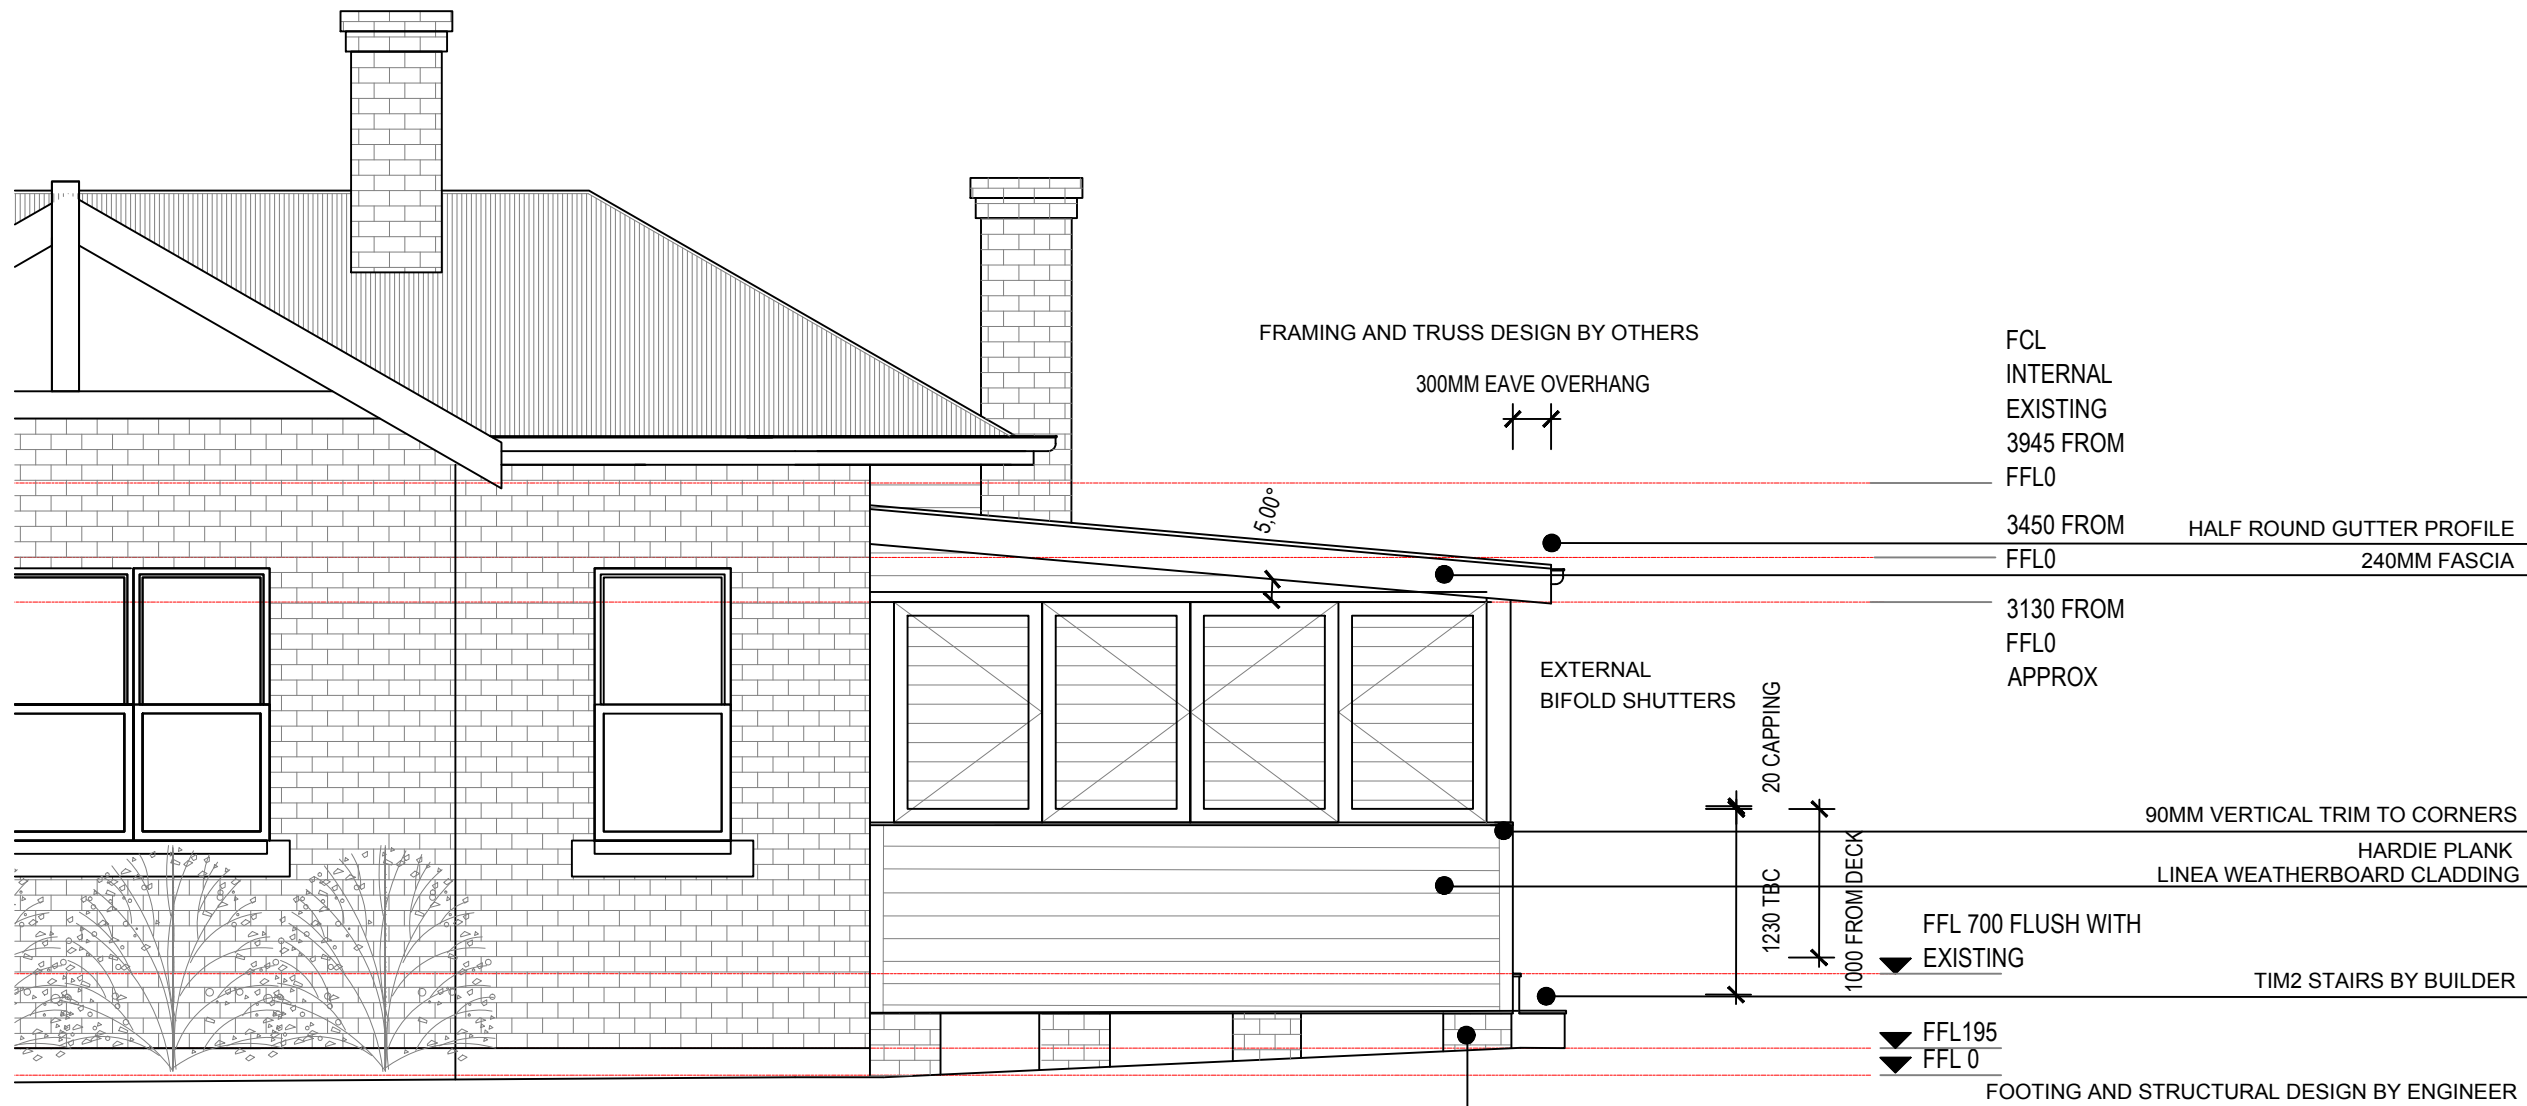 FRAMING AND TRUSS DESIGN BY OTHERS
300MM EAVE OVERHANG
FCL
INTERNAL
EXISTING
3945 FROM
FFL0
5,00°
3450 FROM
FFL0
HALF ROUND GUTTER PROFILE
240MM FASCIA
3130 FROM
FFL0
APPROX
EXTERNAL
BIFOLD SHUTTERS
20 CAPPING
1230 TBC
1000 FROM DECK
90MM VERTICAL TRIM TO CORNERS
HARDIE PLANK
LINEA WEATHERBOARD CLADDING
FFL 700 FLUSH WITH
EXISTING
TIM2 STAIRS BY BUILDER
FFL195
FFL 0
FOOTING AND STRUCTURAL DESIGN BY ENGINEER